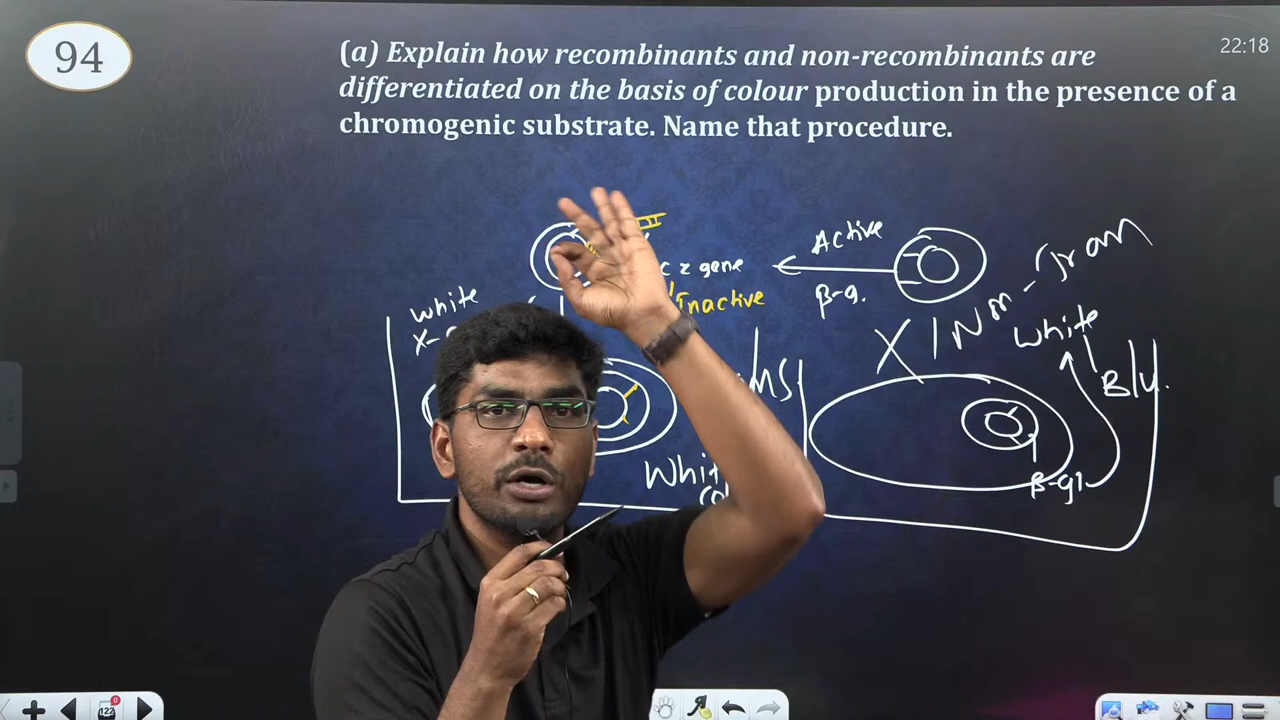 94
(a) Explain how recombinants and non-recombinants are
differentiated on the basis of colour production in the presence of a
chromogenic substrate. Name that procedure.
22:18
Active
β-g.
z gene
Inactive
white
X-
White
β-gl.
122